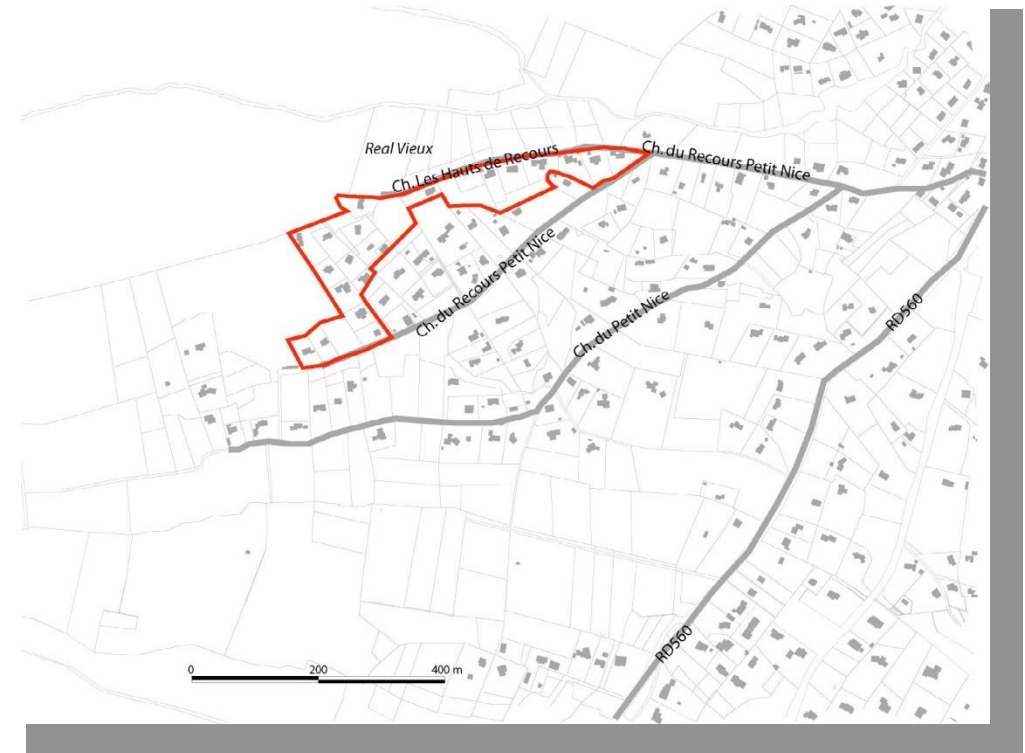 Real Vieux
Ch. Les Hauts de Recours
Ch. du Recours Petit Nice
Ch. du Recours Petit Nice
Ch. du Petit Nice
RD560
RD560
0 200 400 m